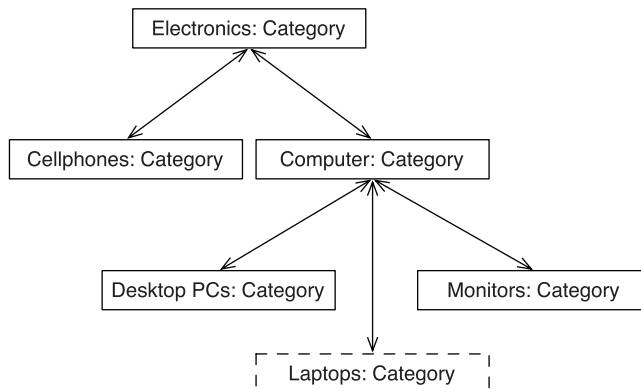 Electronics: Category
Cellphones: Category
Computer: Category
Desktop PCs: Category
Monitors: Category
Laptops: Category